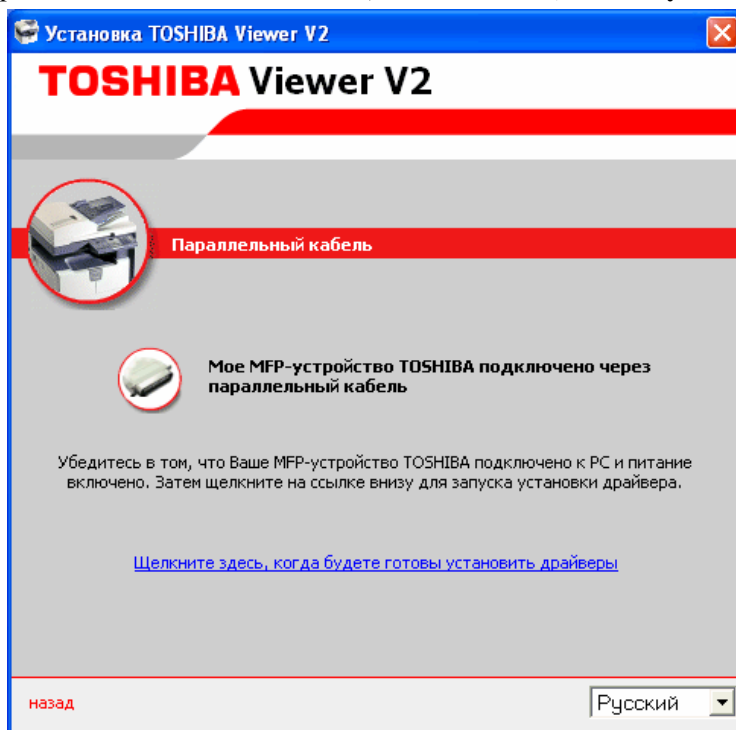 Установка TOSHIBA Viewer V2
TOSHIBA Viewer V2
Параллельный кабель
Мое MFP-устройство TOSHIBA подключено через
параллельный кабель
Убедитесь в том, что Ваше MFP-устройство TOSHIBA подключено к PC и питание
включено. Затем щелкните на ссылке внизу для запуска установки драйвера.
Щелкните здесь, когда будете готовы установить драйверы
назад
Русский